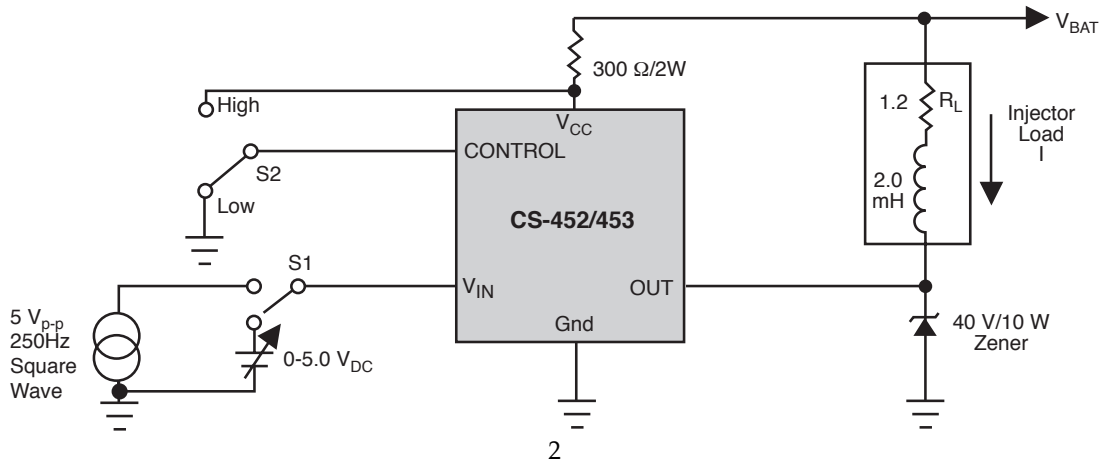 V_BAT
300 Ω/2W
High
V_CC
CONTROL
S2
Low
1.2 R_L
2.0
mH
Injector
Load
I
CS-452/453
S1
V_IN
OUT
Gnd
5 V_p-p
250Hz
Square
Wave
0-5.0 V_DC
40 V/10 W
Zener
2